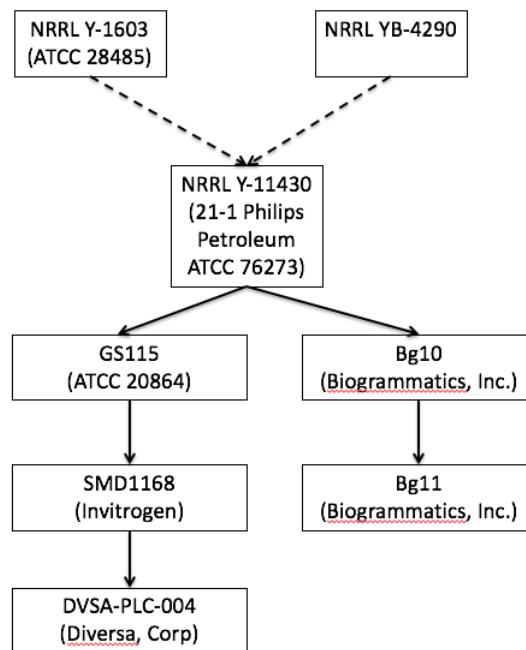 NRRL Y-1603
(ATCC 28485)
NRRL YB-4290
NRRL Y-11430
(21-1 Philips
Petroleum
ATCC 76273)
GS115
(ATCC 20864)
Bg10
(Biogrammatics, Inc.)
SMD1168
(Invitrogen)
Bg11
(Biogrammatics, Inc.)
DVSA-PLC-004
(Diversa, Corp)